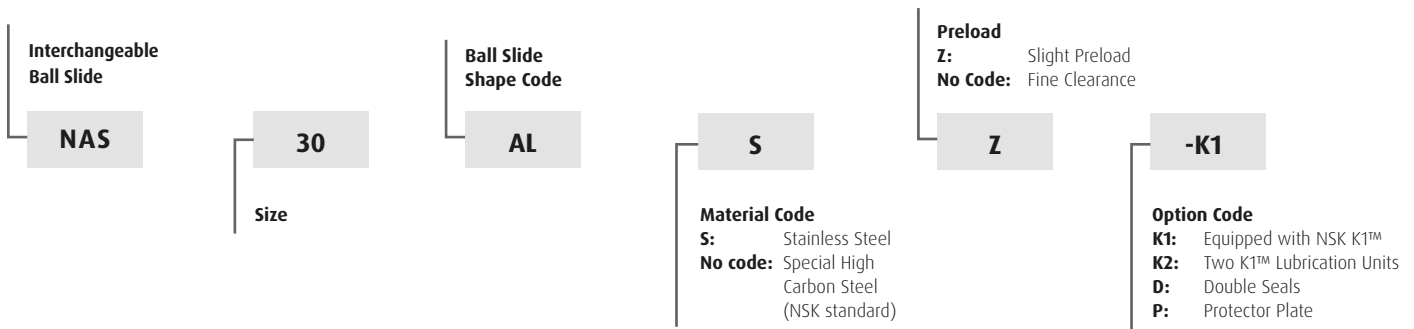 Interchangeable
Ball Slide
NAS
30
Size
Ball Slide
Shape Code
AL
S
Material Code
S: Stainless Steel
No code: Special High
Carbon Steel
(NSK standard)
Preload
Z: Slight Preload
No Code: Fine Clearance
Z
-K1
Option Code
K1: Equipped with NSK K1™
K2: Two K1™ Lubrication Units
D: Double Seals
P: Protector Plate